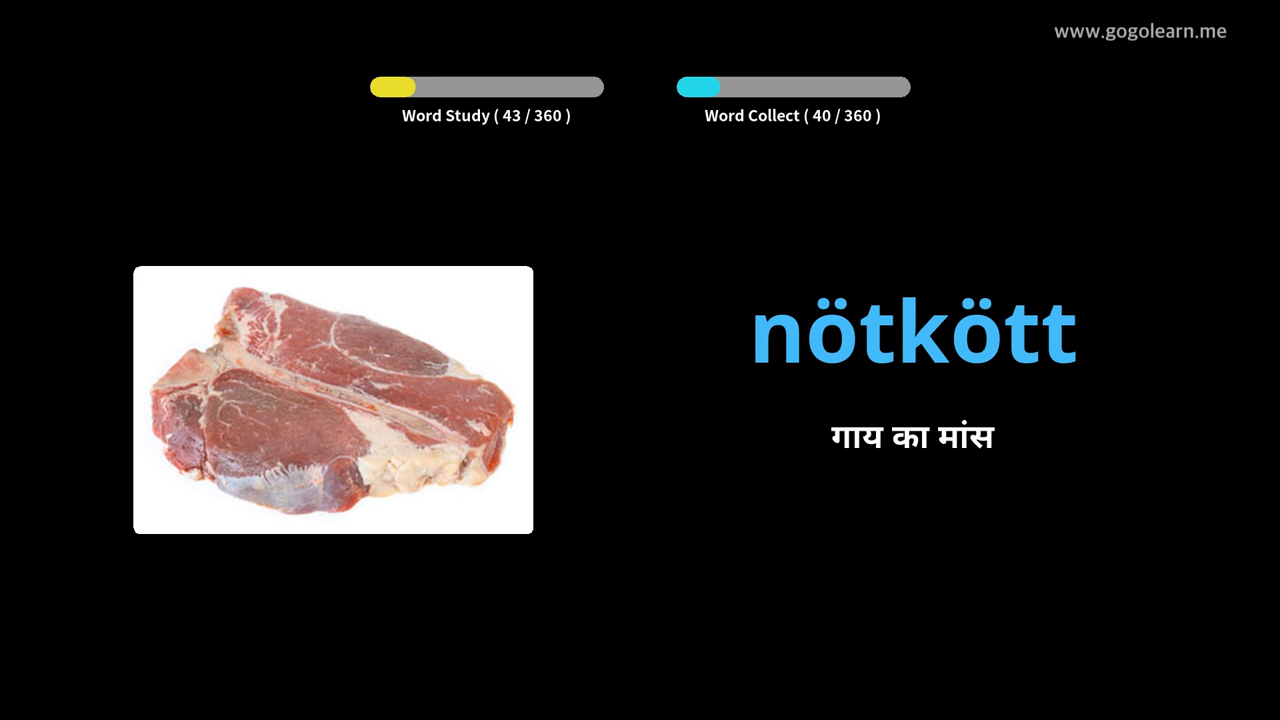 www.gogolearn.me
Word Study ( 43 / 360 )
Word Collect ( 40 / 360 )
nötkött
गाय का मांस